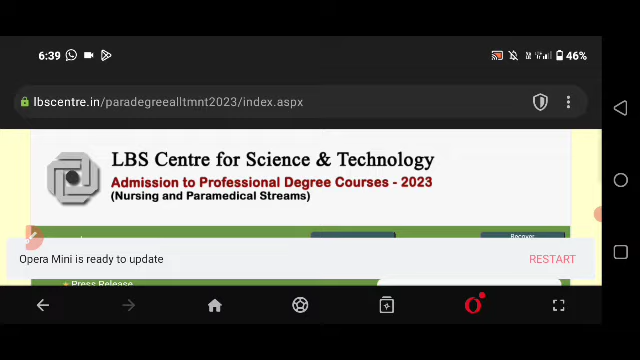 6:39
46%
lbscentre.in/paradegreealltmnt2023/index.aspx
LBS Centre for Science & Technology
Admission to Professional Degree Courses - 2023
(Nursing and Paramedical Streams)
Recover
Opera Mini is ready to update
RESTART
Press Release